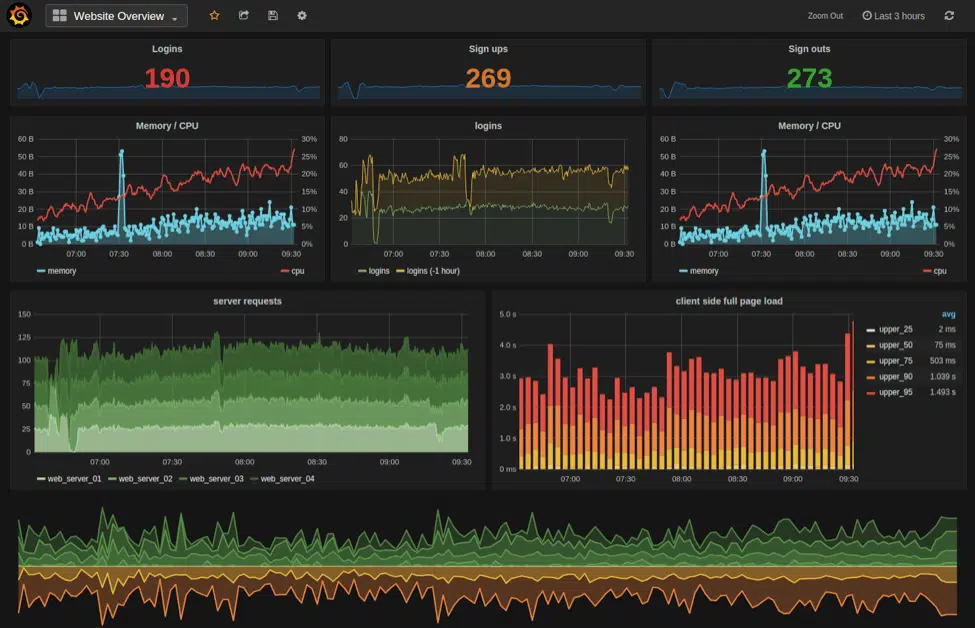 Website Overview
Zoom Out
Last 3 hours
Logins
190
Sign ups
269
Sign outs
273
Memory / CPU
60 B
50 B
40 B
30 B
20 B
10 B
0 B
30%
25%
20%
15%
10%
5%
0%
07:00 07:30 08:00 08:30 09:00 09:30
memory cpu
logins
80
60
40
20
0
07:00 07:30 08:00 08:30 09:00 09:30
logins logins (-1 hour)
Memory / CPU
60 B
50 B
40 B
30 B
20 B
10 B
0 B
30%
25%
20%
15%
10%
5%
0%
07:00 07:30 08:00 08:30 09:00 09:30
memory cpu
server requests
150
125
100
75
50
25
0
07:00 07:30 08:00 08:30 09:00 09:30
web_server_01 web_server_02 web_server_03 web_server_04
client side full page load
5.0 s
4.0 s
3.0 s
2.0 s
1.0 s
0 ms
07:00 07:30 08:00 08:30 09:00 09:30
avg
upper_25 2 ms
upper_50 75 ms
upper_75 503 ms
upper_90 1.039 s
upper_95 1.493 s